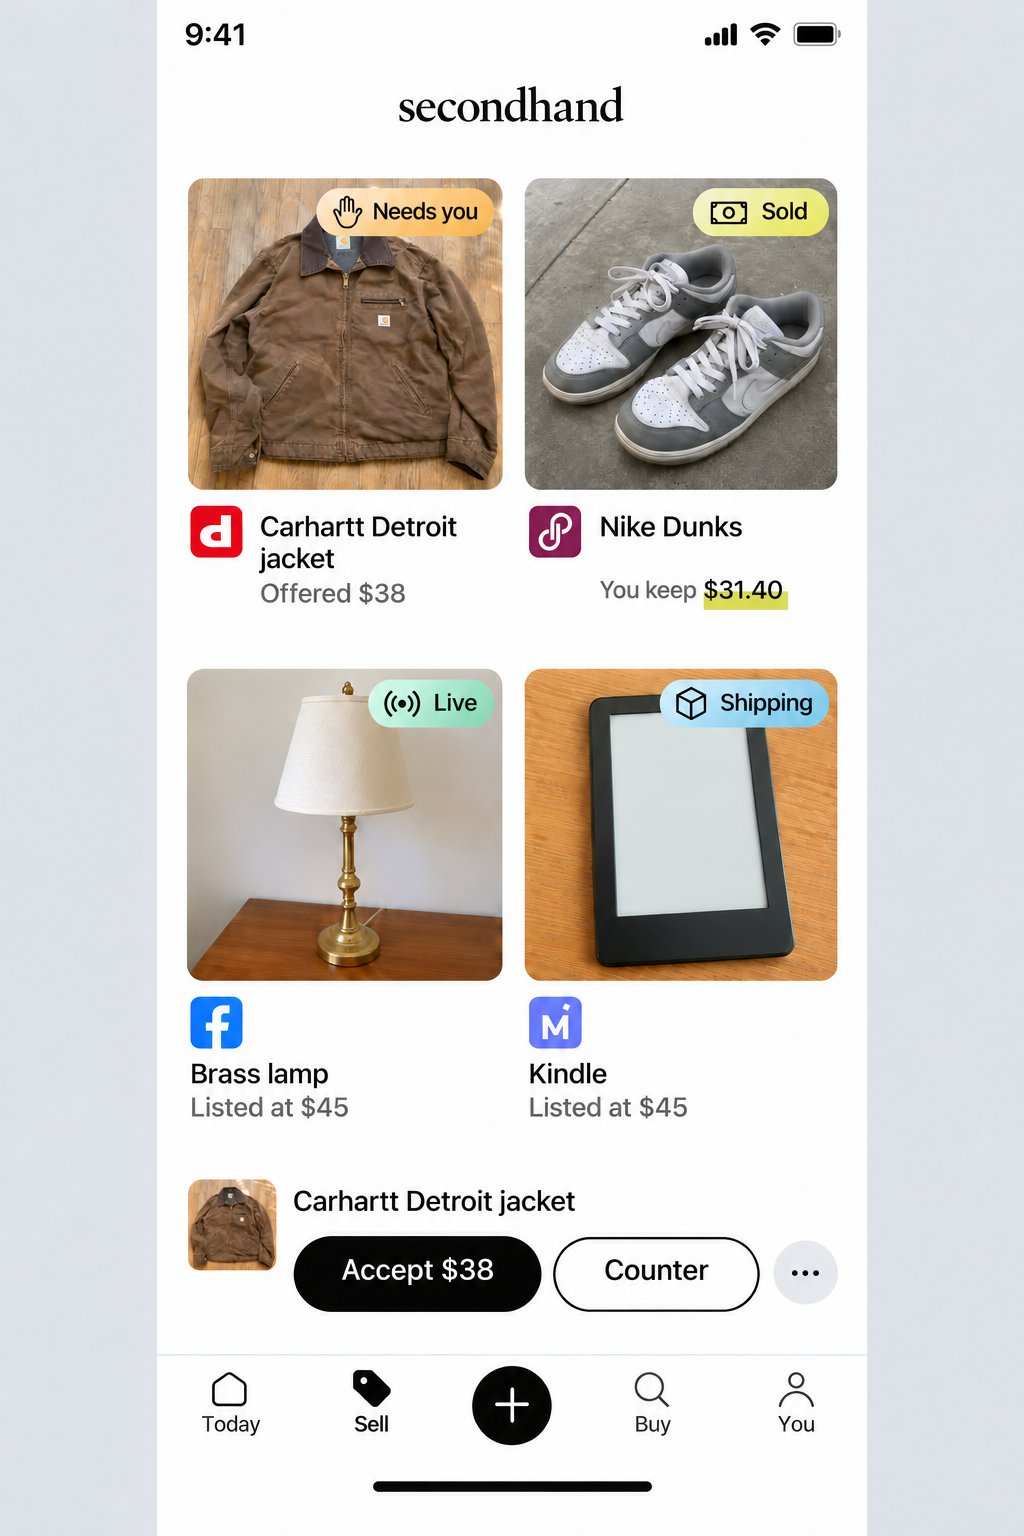 9:41
secondhand
Needs you
Sold
Carhartt Detroit
jacket
Offered $38
Nike Dunks
You keep $31.40
Live
Shipping
Brass lamp
Listed at $45
Kindle
Listed at $45
Carhartt Detroit jacket
Accept $38
Counter
Today
Sell
Buy
You